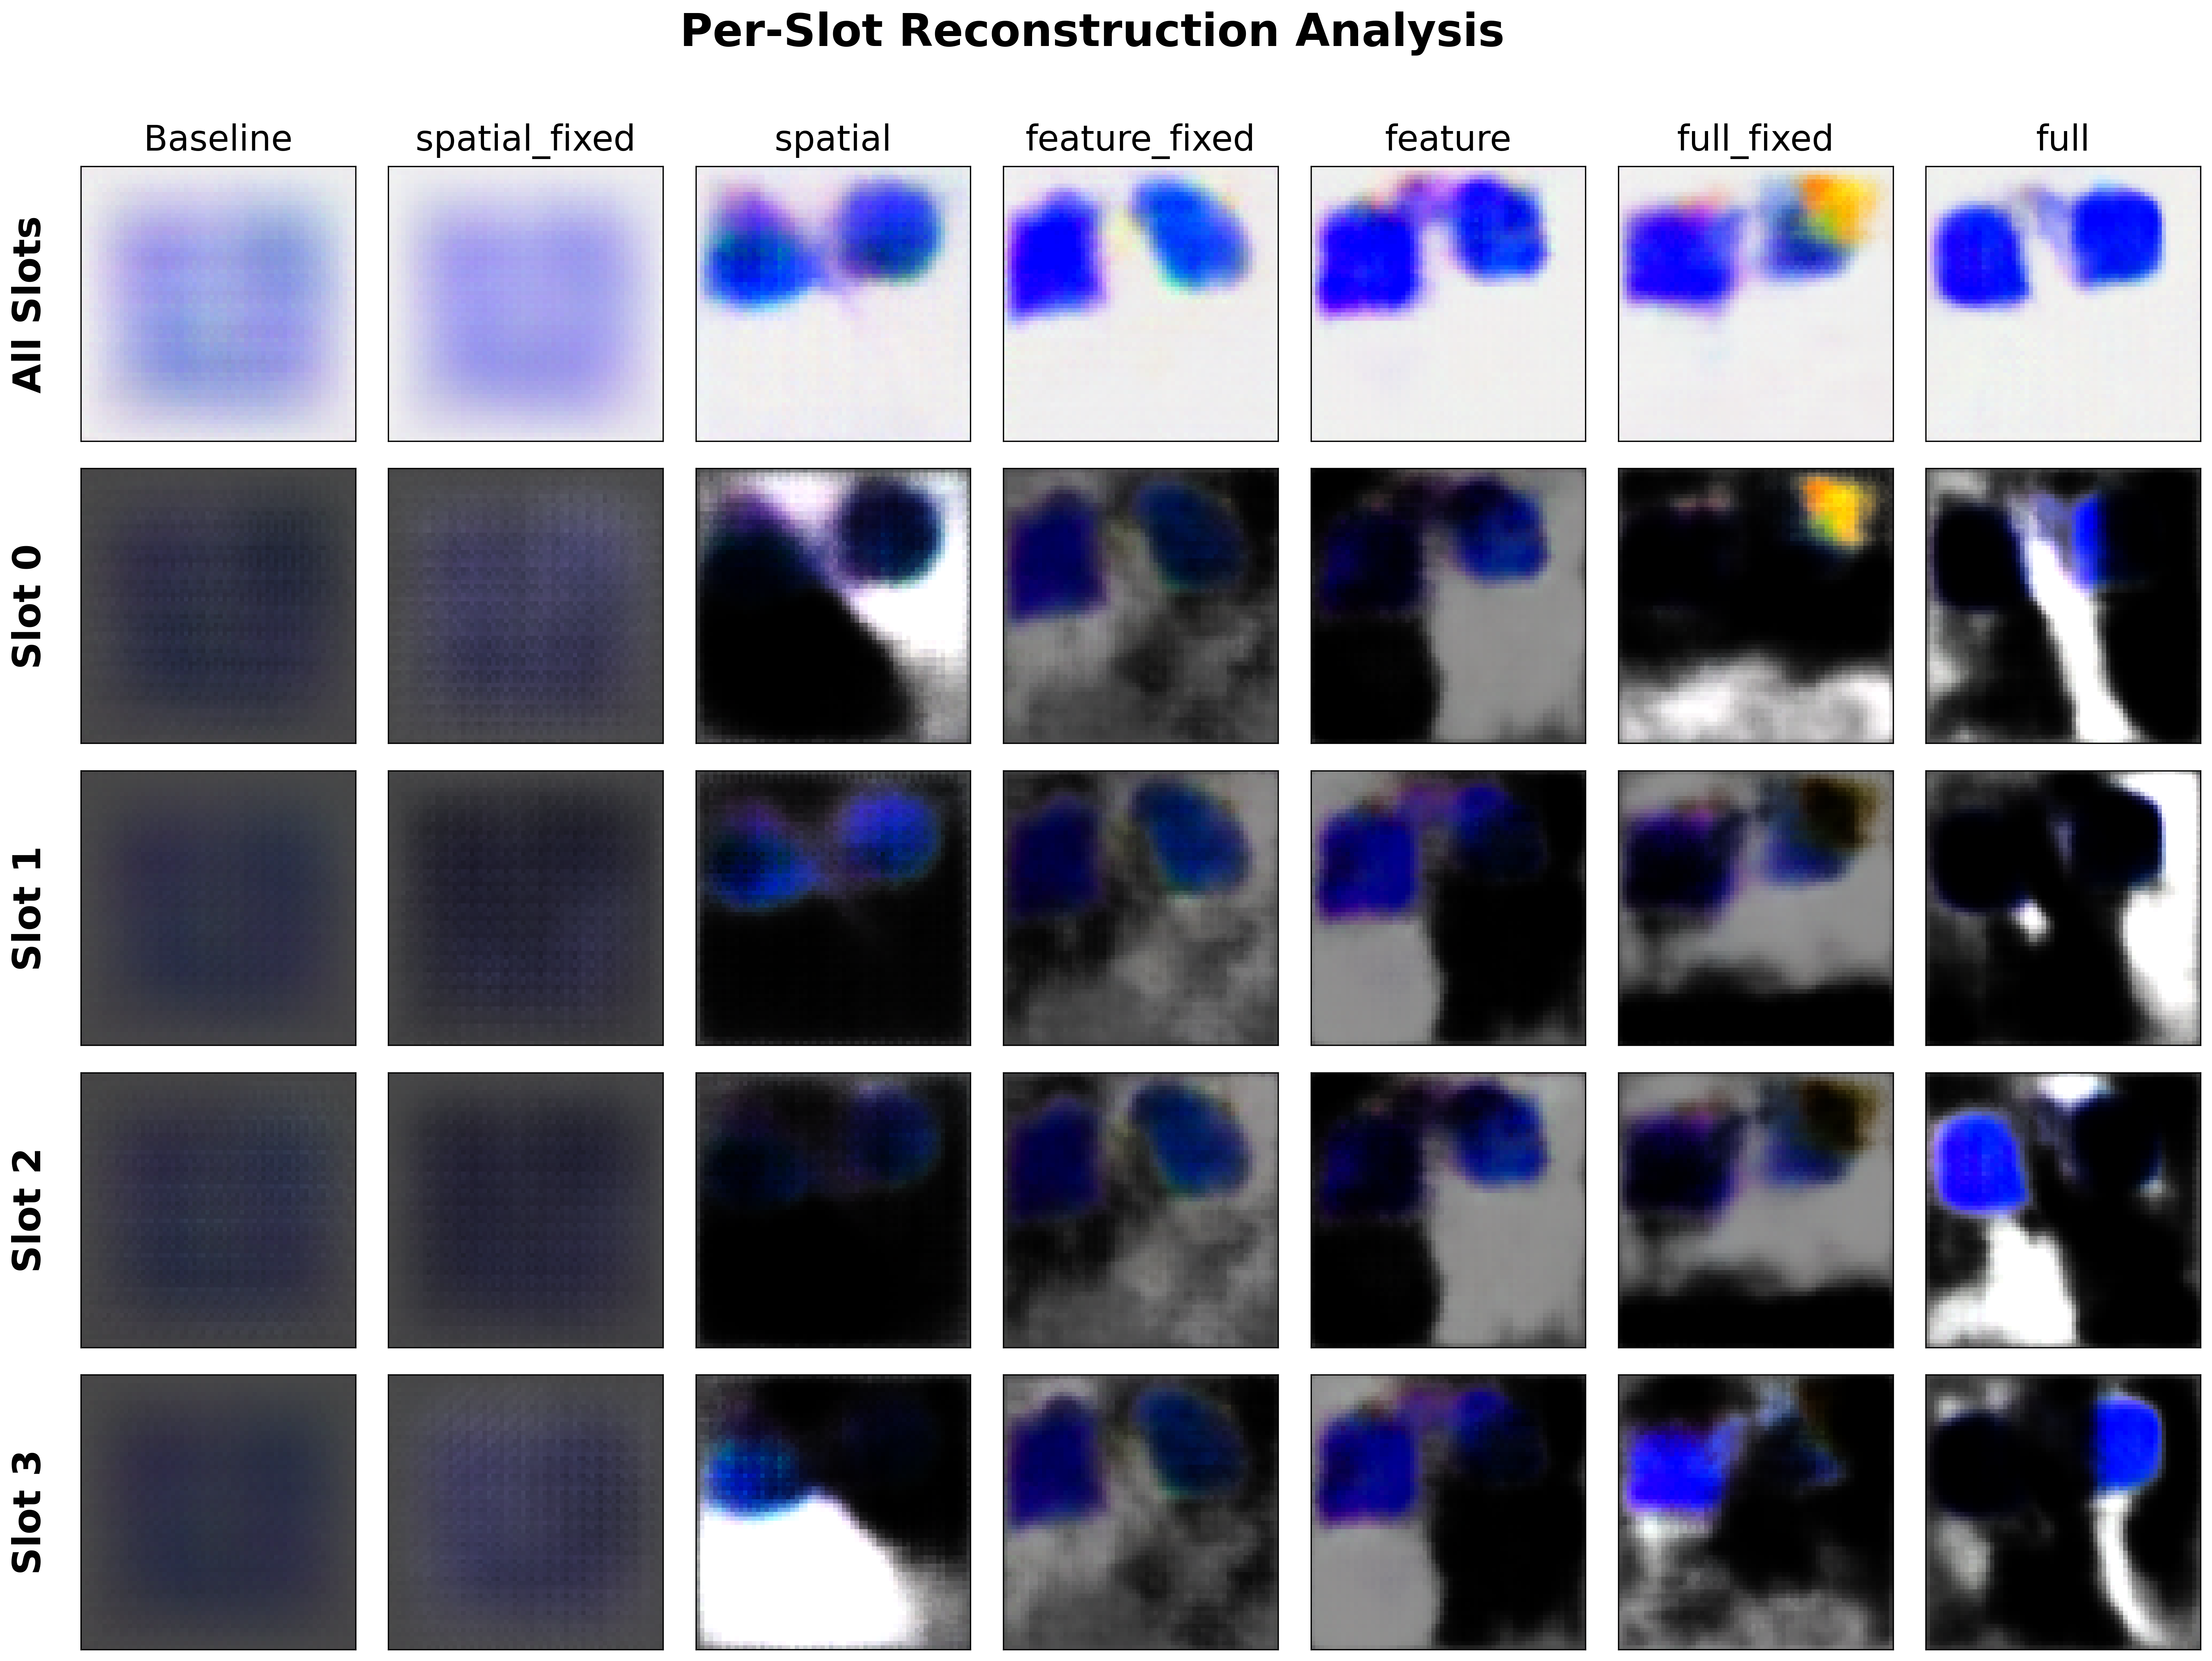 Per-Slot Reconstruction Analysis
Baseline spatial_fixed spatial feature_fixed feature full_fixed full
All Slots
Slot 0
Slot 1
Slot 2
Slot 3